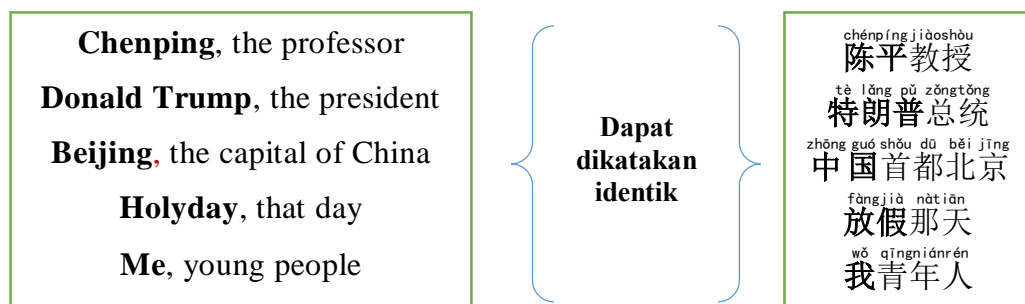 Chenping, the professor
Donald Trump, the president
Beijing, the capital of China
Holyday, that day
Me, young people
Dapat
dikatakan
identik
chénpíngjiàoshòu
陈平教授
tè lǎng pǔ zǒngtǒng
特朗普总统
zhōng guó shǒu dū běi jīng
中国首都北京
fàngjià nàtiān
放假那天
wǒ qīngniánrén
我青年人